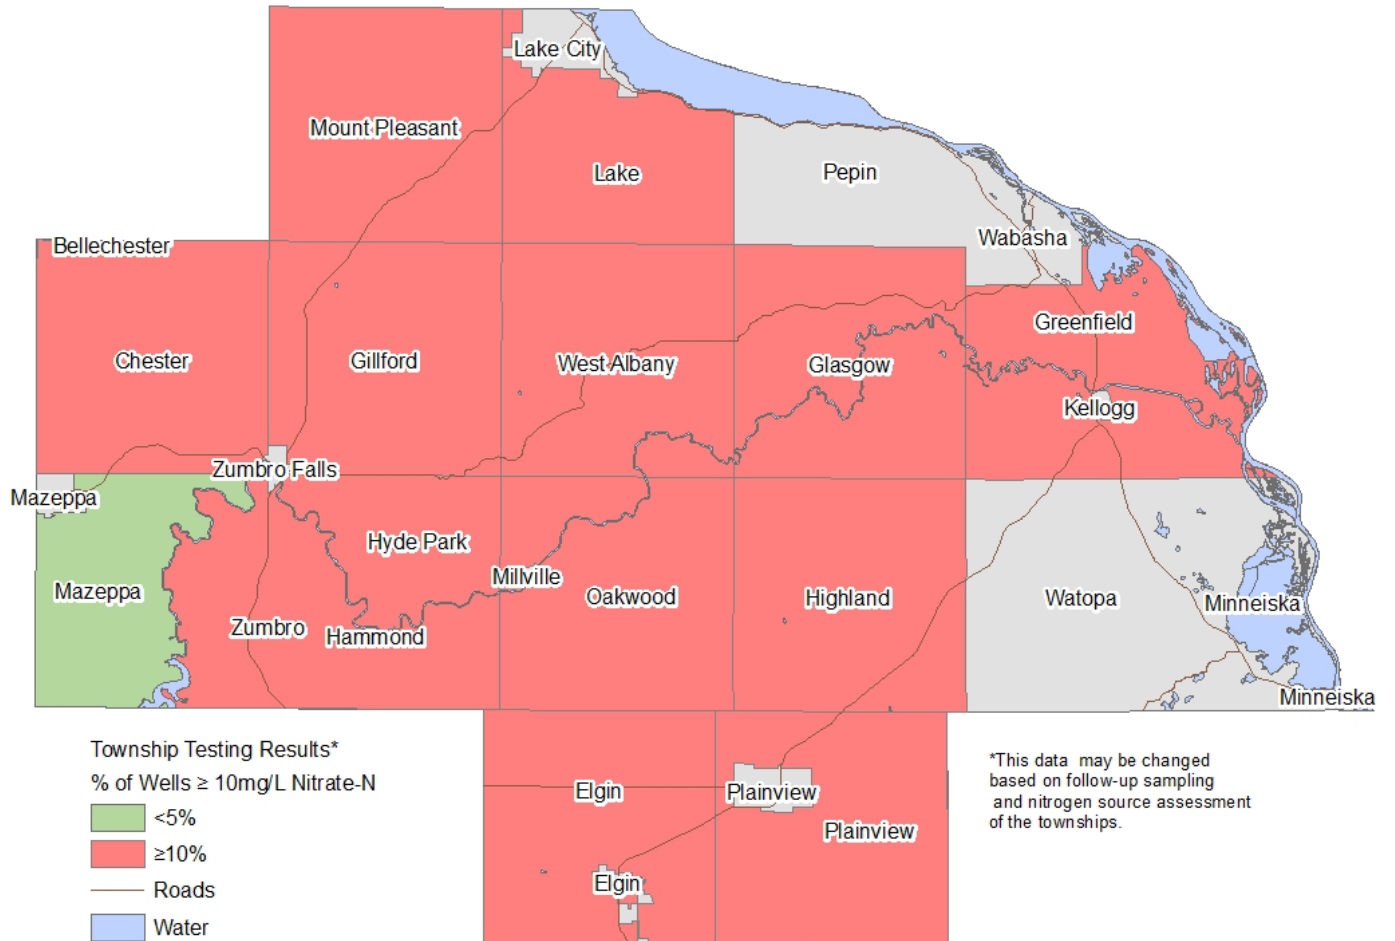 Lake City
Mount Pleasant
Lake
Pepin
Wabasha
Bellechester
Greenfield
Chester
Gillford
West Albany
Glasgow
Kellogg
Zumbro Falls
Mazeppa
Hyde Park
Millville
Mazeppa
Oakwood
Highland
Watopa
Minneiska
Zumbro
Hammond
Minneiska
Township Testing Results*
% of Wells ≥ 10mg/L Nitrate-N
<5%
≥10%
Roads
Water
Elgin
Plainview
Plainview
Elgin
*This data may be changed
based on follow-up sampling
and nitrogen source assessment
of the townships.